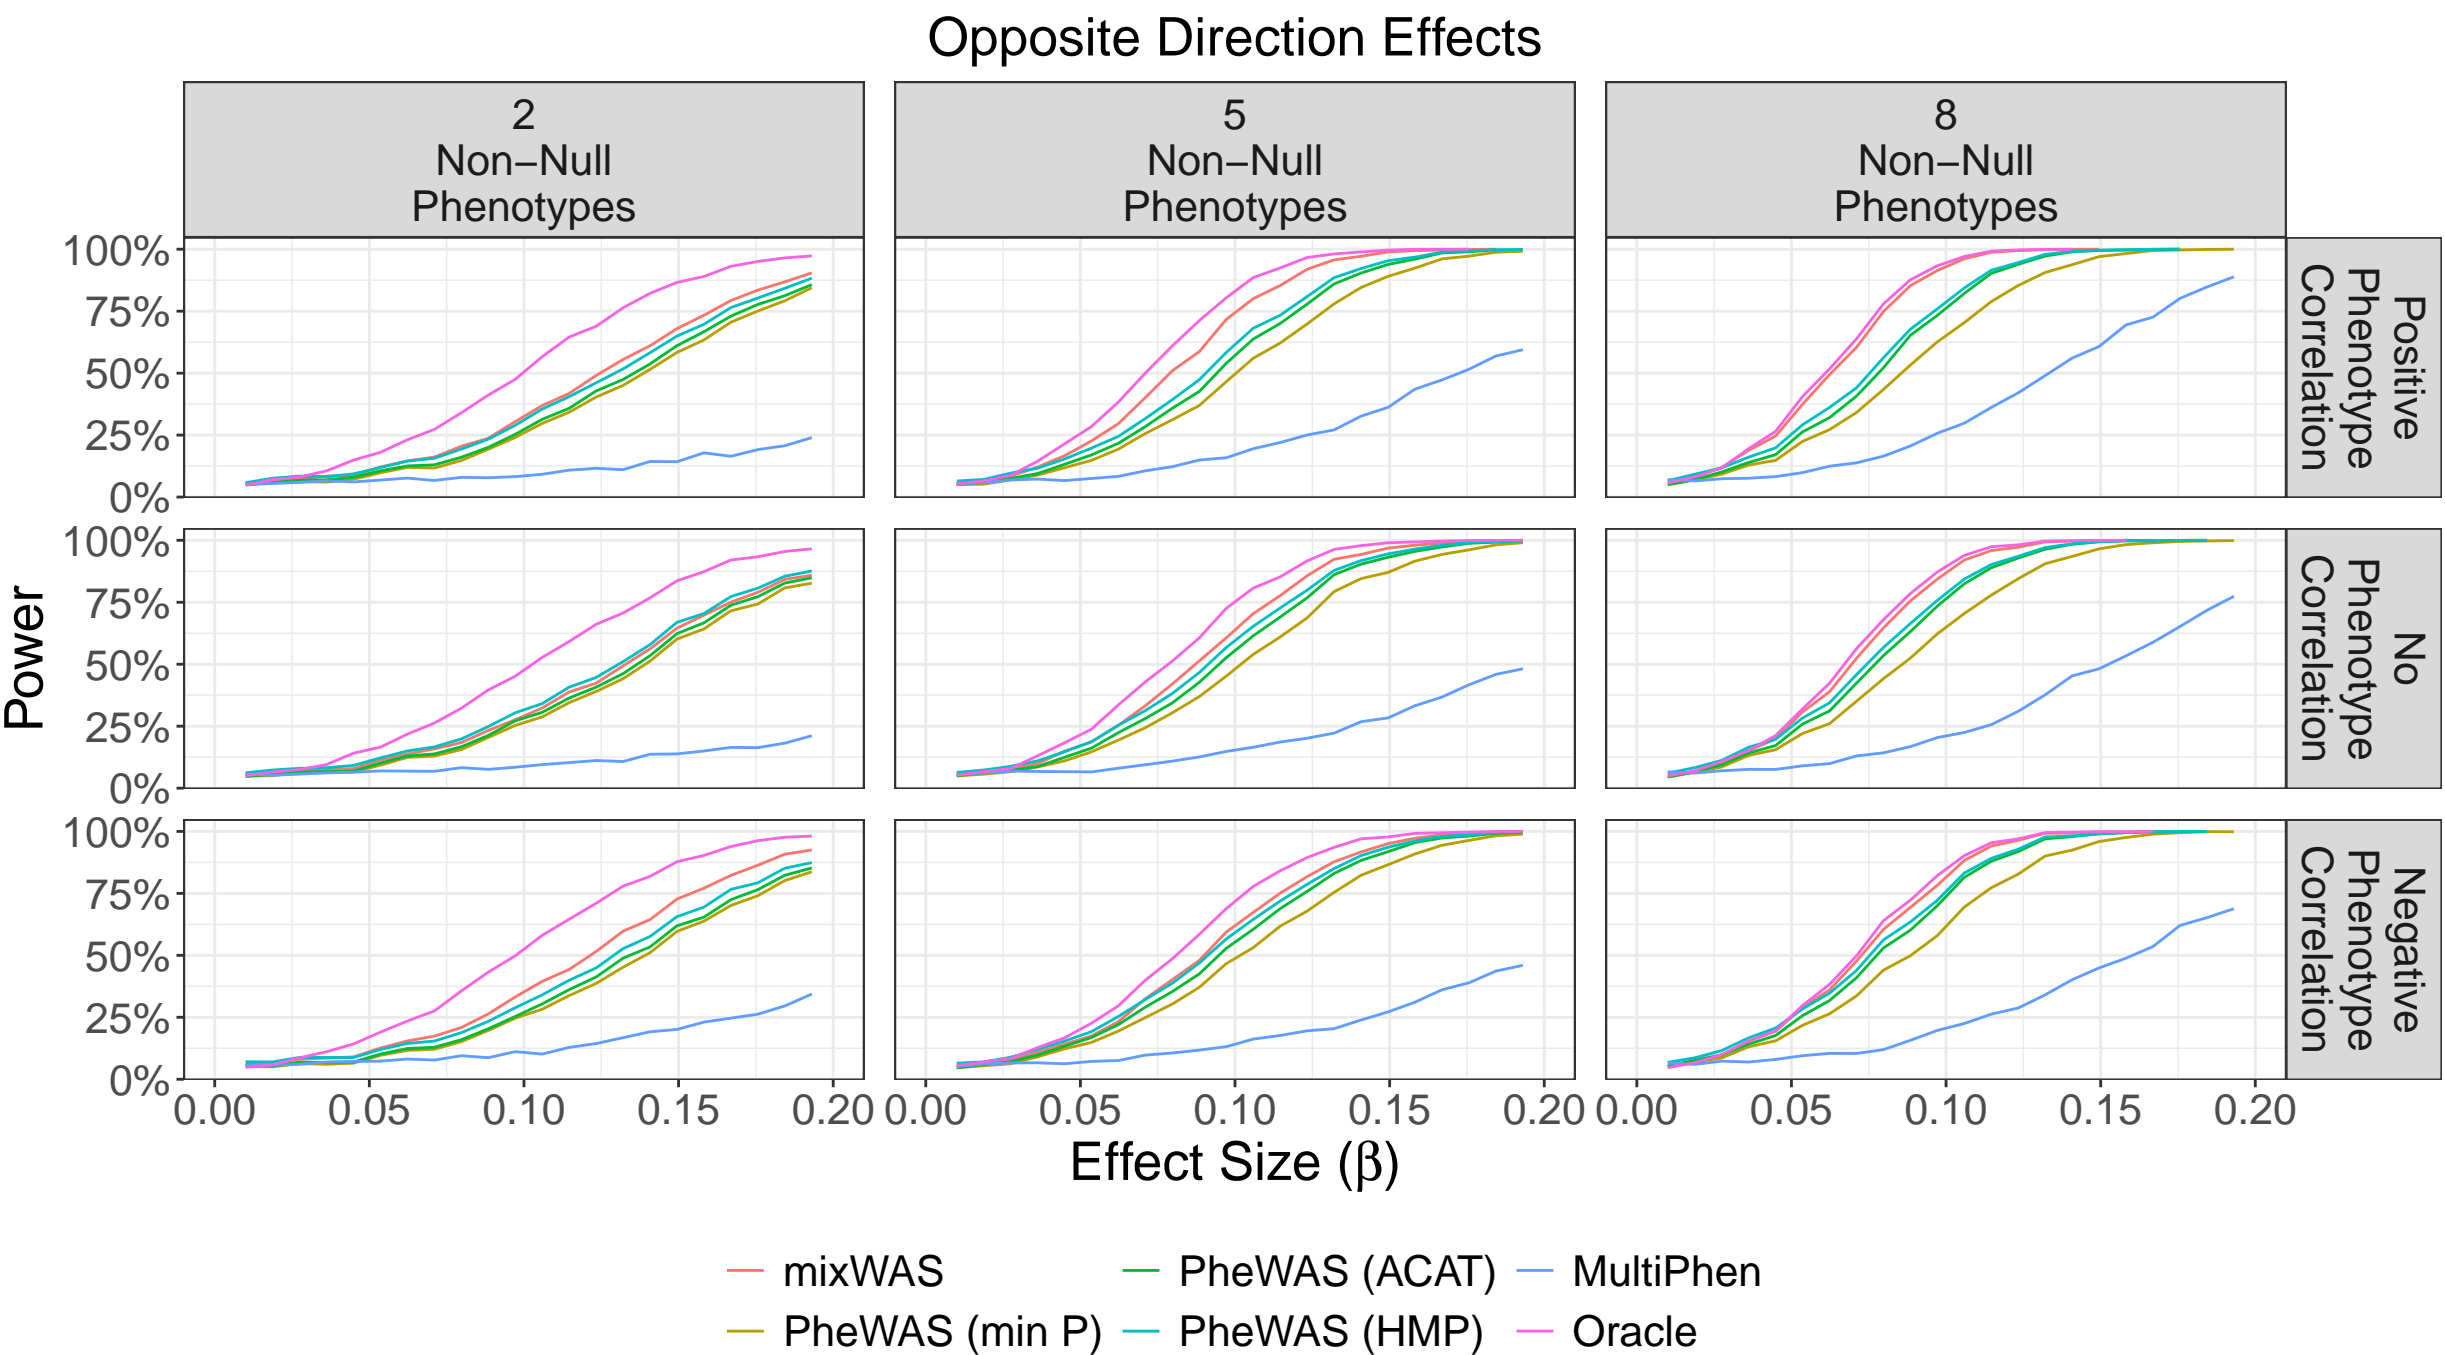 Opposite Direction Effects
2
Non−Null
Phenotypes
5
Non−Null
Phenotypes
8
Non−Null
Phenotypes
100%
75%
50%
25%
0%
Positive
Phenotype
Correlation
100%
75%
50%
25%
0%
No
Phenotype
Correlation
100%
75%
50%
25%
0%
Negative
Phenotype
Correlation
Power
0.00 0.05 0.10 0.15 0.20
0.00 0.05 0.10 0.15 0.20
0.00 0.05 0.10 0.15 0.20
Effect Size (β)
mixWAS
PheWAS (ACAT)
MultiPhen
PheWAS (min P)
PheWAS (HMP)
Oracle